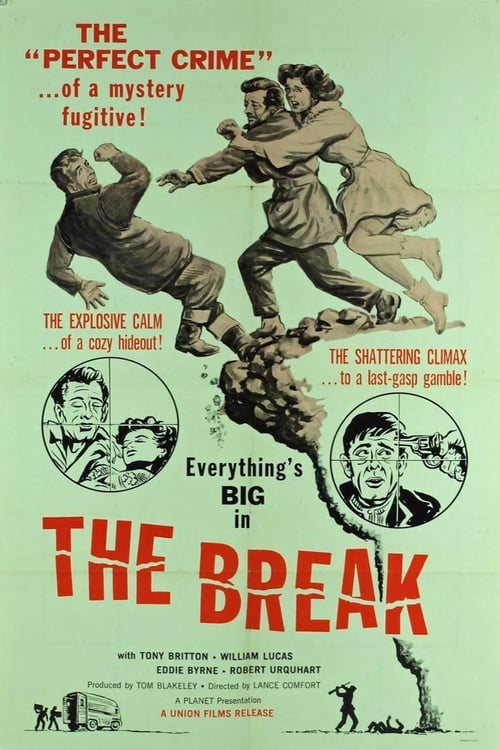 THE
"PERFECT CRIME"
...of a mystery
fugitive!
THE EXPLOSIVE CALM
...of a cozy hideout!
THE SHATTERING CLIMAX
...to a last-gasp gamble!
Everything's
BIG
in
THE BREAK
with TONY BRITTON • WILLIAM LUCAS
EDDIE BYRNE • ROBERT URQUHART
Produced by TOM BLAKELEY • Directed by LANCE COMFORT
A PLANET Presentation
A UNION FILMS RELEASE